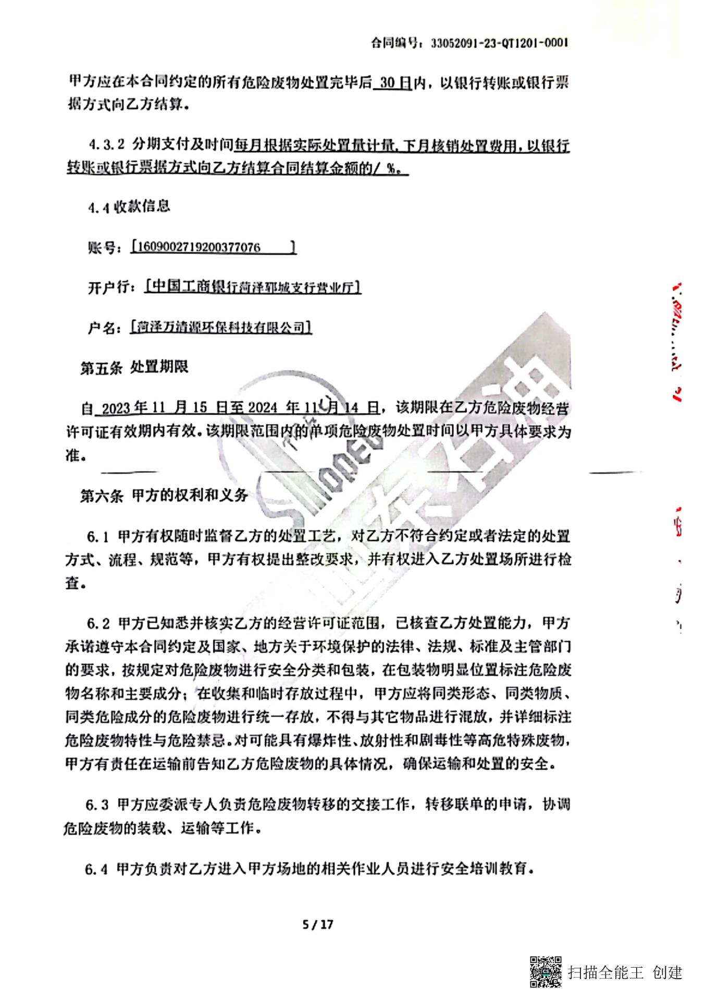 合同编号：33052091-23-QT1201-0001
甲方应在本合同约定的所有危险废物处置完毕后 30 日内，以银行转账或银行票
据方式向乙方结算。
4.3.2 分期支付及时间每月根据实际处置量计量，下月核销处置费用，以银行
转账或银行票据方式向乙方结算合同结算金额的/ %。
4.4 收款信息
账号：[1609002719200377076 ]
开户行：[中国工商银行菏泽郓城支行营业厅]
户名：[菏泽万清源环保科技有限公司]
第五条 处置期限
自 2023 年 11 月 15 日至 2024 年 11 月 14 日，该期限在乙方危险废物经营
许可证有效期内有效。该期限范围内的单项危险废物处置时间以甲方具体要求为
准。
第六条 甲方的权利和义务
6.1 甲方有权随时监督乙方的处置工艺，对乙方不符合约定或者法定的处置
方式、流程、规范等，甲方有权提出整改要求，并有权进入乙方处置场所进行检
查。
6.2 甲方已知悉并核实乙方的经营许可证范围，已核查乙方处置能力，甲方
承诺遵守本合同约定及国家、地方关于环境保护的法律、法规、标准及主管部门
的要求，按规定对危险废物进行安全分类和包装，在包装物明显位置标注危险废
物名称和主要成分；在收集和临时存放过程中，甲方应将同类形态、同类物质、
同类危险成分的危险废物进行统一存放，不得与其它物品进行混放，并详细标注
危险废物特性与危险禁忌。对可能具有爆炸性、放射性和剧毒性等高危特殊废物，
甲方有责任在运输前告知乙方危险废物的具体情况，确保运输和处置的安全。
6.3 甲方应委派专人负责危险废物转移的交接工作，转移联单的申请，协调
危险废物的装载、运输等工作。
6.4 甲方负责对乙方进入甲方场地的相关作业人员进行安全培训教育。
Sinopec
山东石油
5 / 17
CS
扫描全能王 创建